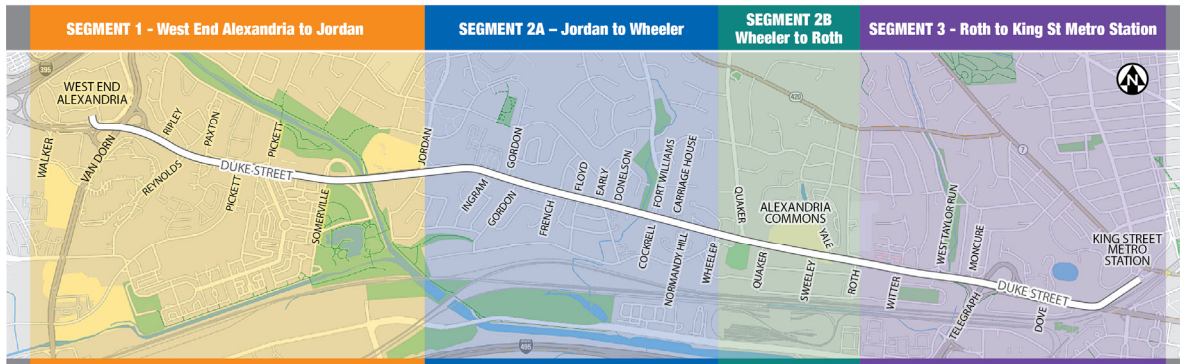 SEGMENT 1 - West End Alexandria to Jordan
SEGMENT 2A – Jordan to Wheeler
SEGMENT 2B
Wheeler to Roth
SEGMENT 3 - Roth to King St Metro Station
395
WEST END
ALEXANDRIA
WALKER
VAN DORN
RIPLEY
REYNOLDS
PAXTON
PICKETT
PICKETT
DUKE STREET
SOMERVILLE
JORDON
INGRAM
GORDON
GORDON
FRENCH
FLOYD
EARLY
DONELSON
FORT WILLIAMS
CARRIAGE HOUSE
COCKRELL
NORMANDY HILL
WHEELER
495
420
QUAKER
QUAKER
ALEXANDRIA
COMMONS
YALE
SWEELEY
ROTH
WITTER
WEST TAYLOR RUN
MONCURE
TELEGRAPH
DUKE STREET
DOVE
KING STREET
METRO
STATION
7
N